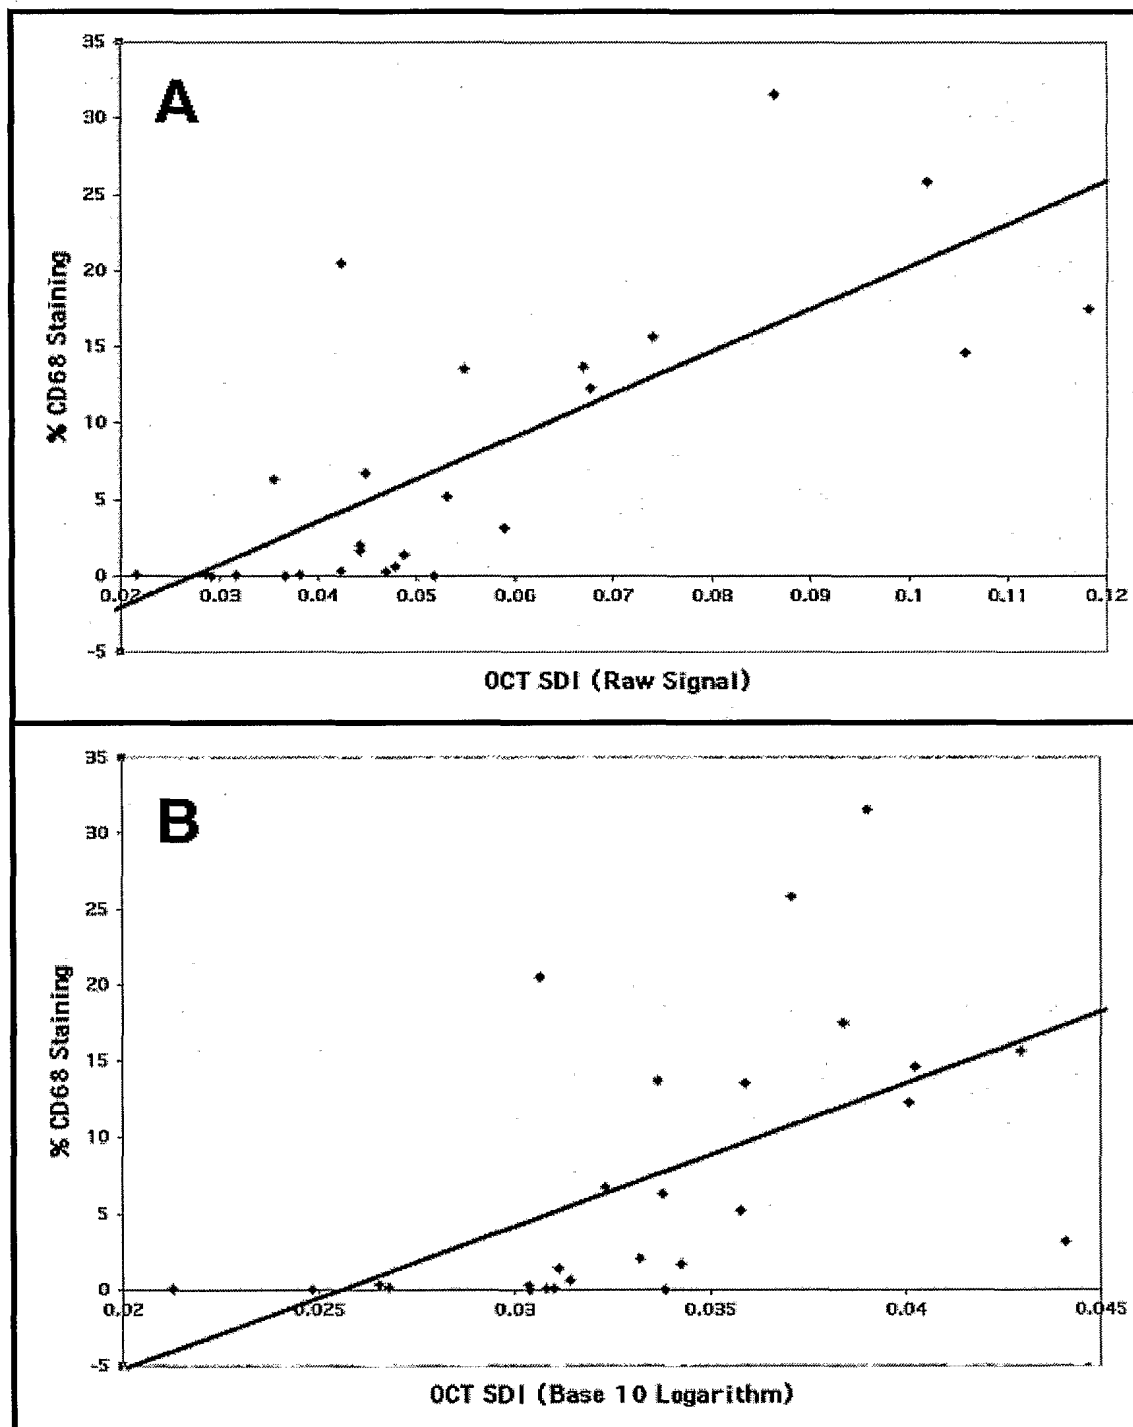 A
35
30
25
20
15
10
5
0
-5
% CD68 Staining
0.02 0.03 0.04 0.05 0.06 0.07 0.08 0.09 0.1 0.11 0.12
OCT SDI (Raw Signal)
B
35
30
25
20
15
10
5
0
-5
% CD68 Staining
0.02 0.025 0.03 0.035 0.04 0.045
OCT SDI (Base 10 Logarithm)